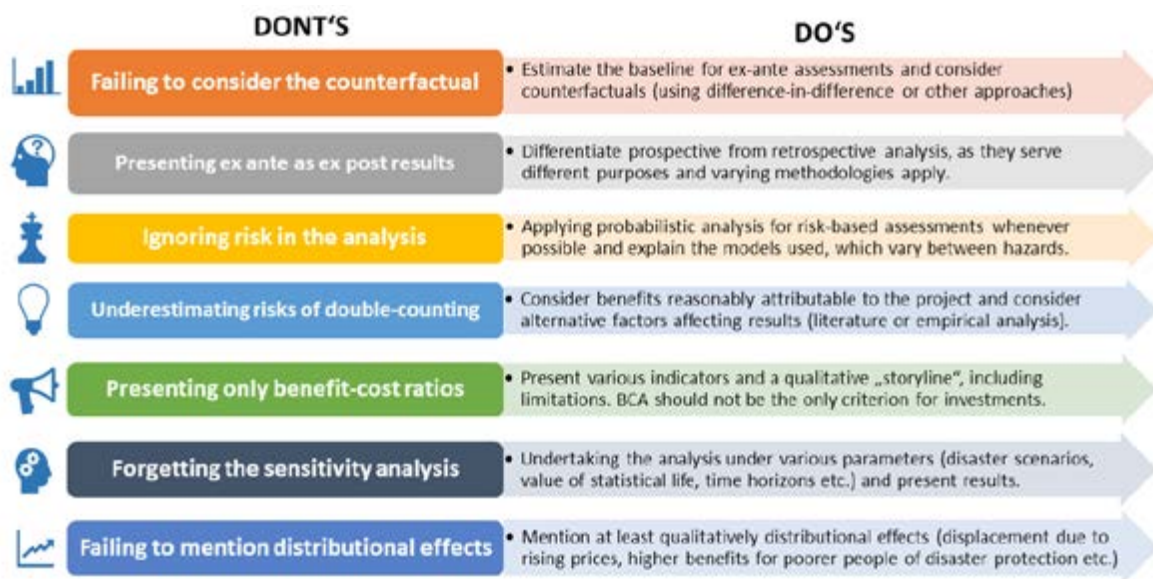 DONT‘S
DO‘S
Failing to consider the counterfactual
• Estimate the baseline for ex-ante assessments and consider
counterfactuals (using difference-in-difference or other approaches)
?
Presenting ex ante as ex post results
• Differentiate prospective from retrospective analysis, as they serve
different purposes and varying methodologies apply.
Ignoring risk in the analysis
• Applying probabilistic analysis for risk-based assessments whenever
possible and explain the models used, which vary between hazards.
Underestimating risks of double-counting
• Consider benefits reasonably attributable to the project and consider
alternative factors affecting results (literature or empirical analysis).
Presenting only benefit-cost ratios
• Present various indicators and a qualitative „storyline“, including
limitations. BCA should not be the only criterion for investments.
Forgetting the sensitivity analysis
• Undertaking the analysis under various parameters (disaster scenarios,
value of statistical life, time horizons etc.) and present results.
Failing to mention distributional effects
• Mention at least qualitatively distributional effects (displacement due to
rising prices, higher benefits for poorer people of disaster protection etc.)